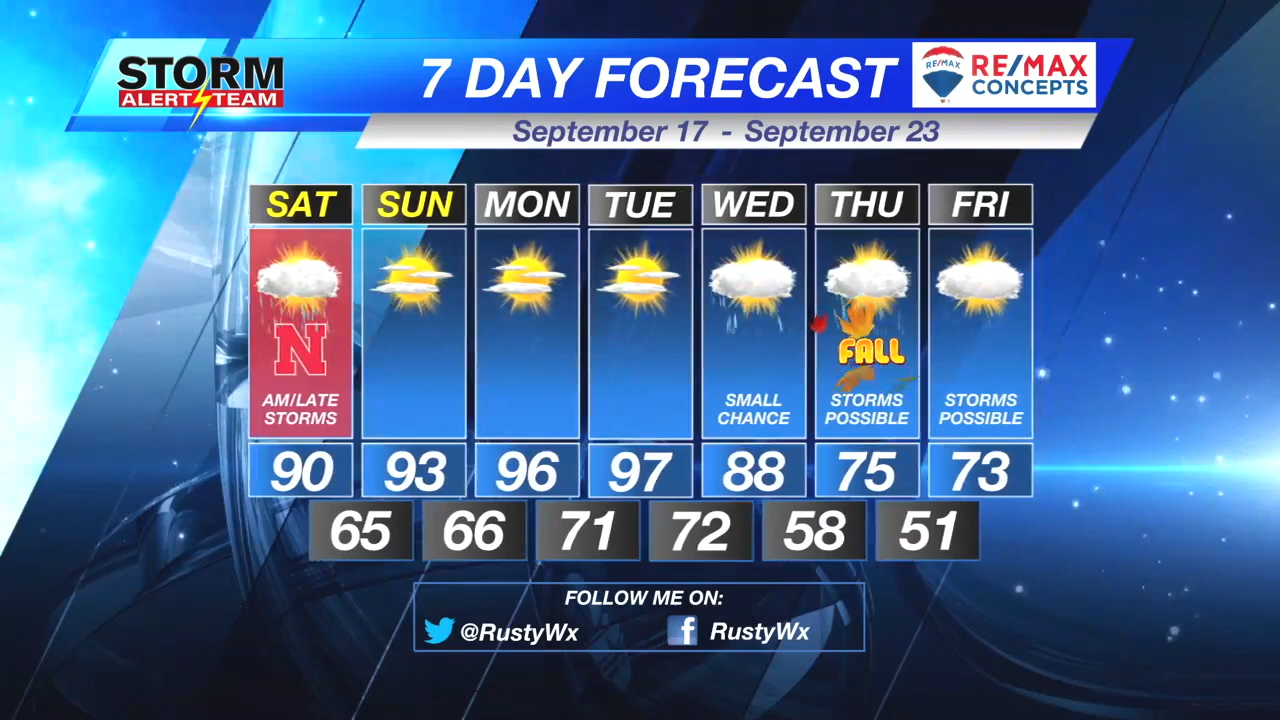 STORM
ALERT TEAM
7 DAY FORECAST
RE/MAX
RE/MAX
CONCEPTS
September 17 - September 23
SAT SUN MON TUE WED THU FRI
N
FALL
AM/LATE
STORMS
SMALL
CHANCE
STORMS
POSSIBLE
STORMS
POSSIBLE
90 93 96 97 88 75 73
65 66 71 72 58 51
FOLLOW ME ON:
@RustyWx RustyWx